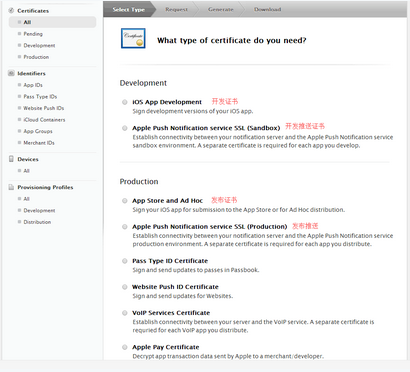 Certificates
All
Pending
Development
Production
Identifiers
App IDs
Pass Type IDs
Website Push IDs
iCloud Containers
App Groups
Merchant IDs
Devices
All
Provisioning Profiles
All
Development
Distribution
Select Type Request Generate Download
Certificate
What type of certificate do you need?
Development
iOS App Development 开发证书
Sign development versions of your iOS app.
Apple Push Notification service SSL (Sandbox) 开发推送证书
Establish connectivity between your notification server and the Apple Push Notification service
sandbox environment. A separate certificate is required for each app you develop.
Production
App Store and Ad Hoc 发布证书
Sign your iOS app for submission to the App Store or for Ad Hoc distribution.
Apple Push Notification service SSL (Production) 发布推送
Establish connectivity between your notification server and the Apple Push Notification service
production environment. A separate certificate is required for each app you distribute.
Pass Type ID Certificate
Sign and send updates to passes in Passbook.
Website Push ID Certificate
Sign and send updates for Websites.
VoIP Services Certificate
Establish connectivity between your server and the VoIP service. A separate certificate is
required for each VoIP app you distribute.
Apple Pay Certificate
Decrypt app transaction data sent by Apple to a merchant/developer.